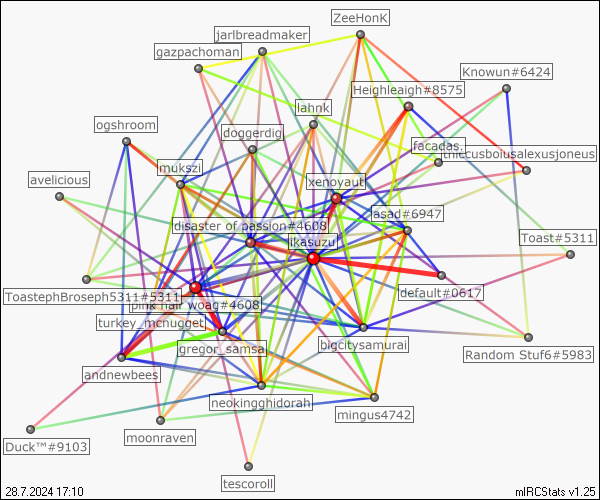 ZeeHonK
jarlbreadmaker
gazpachoman
Knowun#6424
Heighleaigh#8575
lahnk
ogshroom
doggerdig
facadas.
mukszi
xenoyautl
avelicious
asad#6947
disaster of passion#4608
ikasuzu
Toast#5311
default#0617
ToastephBroseph5311#5311
pink hair woag#4608
turkey_mcnugget
gregor_samsa
bigcitysamurai
Random Stuf6#5983
andnewbees
neokingghidorah
mingus4742
moonraven
Duck™#9103
tescoroll
28.7.2024 17:10
mIRCStats v1.25